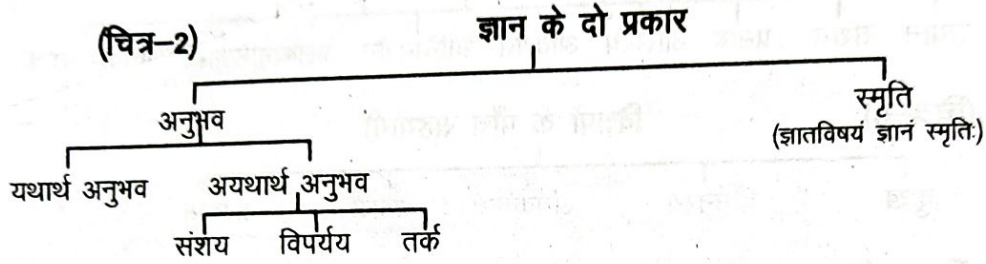 (चित्र-2)
ज्ञान के दो प्रकार
अनुभव
स्मृति
(ज्ञातविषयं ज्ञानं स्मृतिः)
यथार्थ अनुभव
अयथार्थ अनुभव
संशय
विपर्यय
तर्क